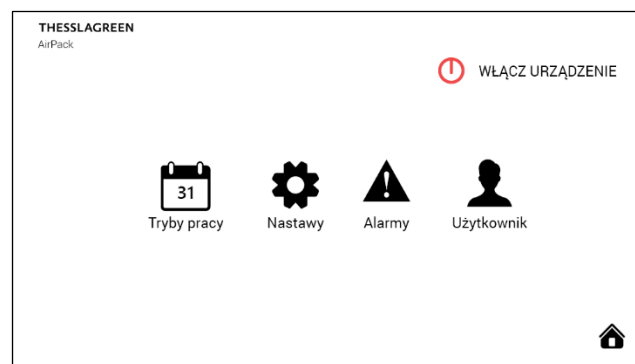 THESSLAGREEN
AirPack
WŁĄCZ URZĄDZENIE
31
Tryby pracy
Nastawy
Alarmy
Użytkownik